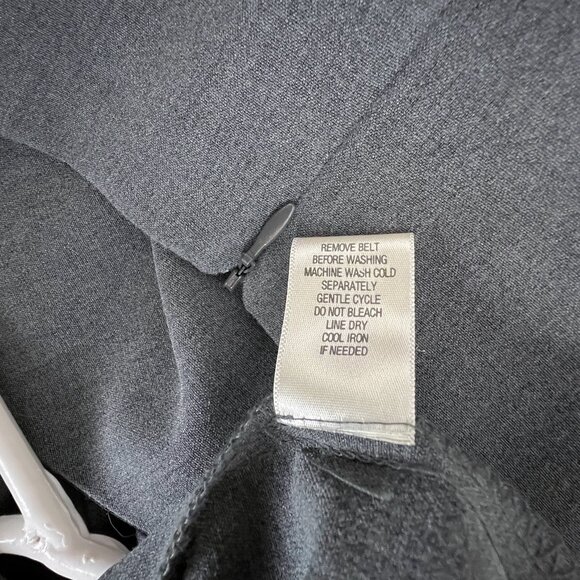 REMOVE BELT
BEFORE WASHING
MACHINE WASH COLD
SEPARATELY
GENTLE CYCLE
DO NOT BLEACH
LINE DRY
COOL IRON
IF NEEDED